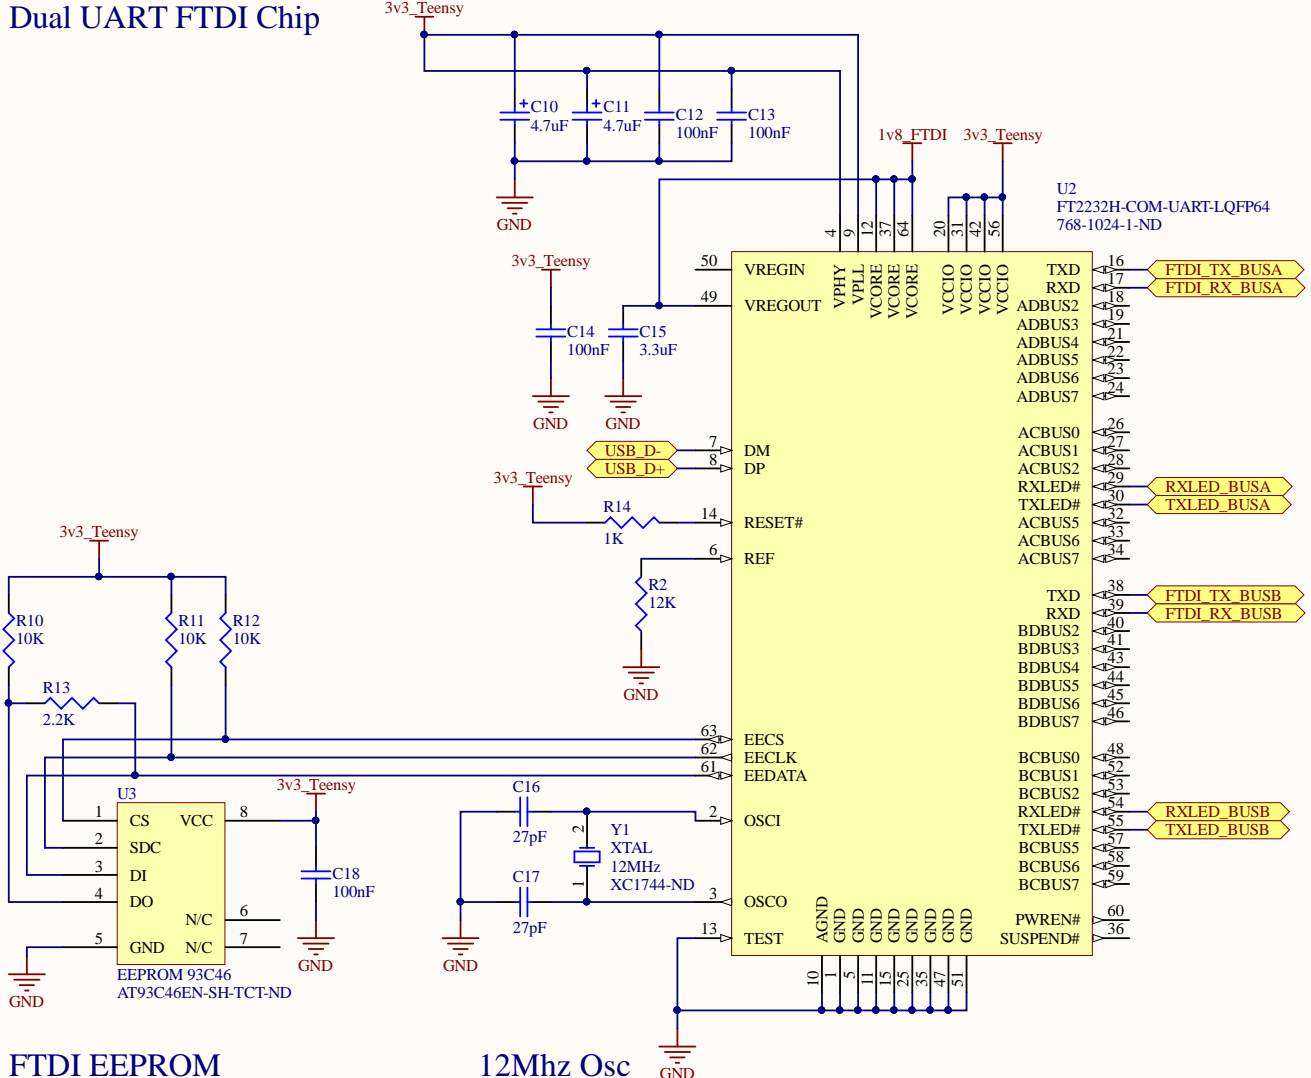 Dual UART FTDI Chip
3v3_Teensy
C10
4.7uF
C11
4.7uF
C12
100nF
C13
100nF
GND
1v8_FTDI
3v3_Teensy
U2
FT2232H-COM-UART-LQFP64
768-1024-1-ND
4
9
12
37
64
20
31
42
56
VPHY
VPLL
VCORE
VCORE
VCORE
VCCIO
VCCIO
VCCIO
VCCIO
50 VREGIN
49 VREGOUT
3v3_Teensy
C14
100nF
GND
C15
3.3uF
GND
USB_D- 7 DM
USB_D+ 8 DP
3v3_Teensy
R14
1K
14 RESET#
6 REF
R2
12K
GND
TXD 16 FTDI_TX_BUSA
RXD 17 FTDI_RX_BUSA
ADBUS2 18
ADBUS3 19
ADBUS4 21
ADBUS5 22
ADBUS6 23
ADBUS7 24
ACBUS0 26
ACBUS1 27
ACBUS2 28
RXLED# 29 RXLED_BUSA
TXLED# 30 TXLED_BUSA
ACBUS5 32
ACBUS6 33
ACBUS7 34
TXD 38 FTDI_TX_BUSB
RXD 39 FTDI_RX_BUSB
BDBUS2 40
BDBUS3 41
BDBUS4 43
BDBUS5 44
BDBUS6 45
BDBUS7 46
BCBUS0 48
BCBUS1 52
BCBUS2 53
RXLED# 54 RXLED_BUSB
TXLED# 55 TXLED_BUSB
BCBUS5 57
BCBUS6 58
BCBUS7 59
PWREN# 60
SUSPEND# 36
3v3_Teensy
R10
10K
R11
10K
R12
10K
R13
2.2K
63 EECS
62 EECLK
61 EEDATA
U3
1 CS
2 SDC
3 DI
4 DO
5 GND
VCC 8
N/C 6
N/C 7
EEPROM 93C46
AT93C46EN-SH-TCT-ND
GND
3v3_Teensy
C18
100nF
GND
C16
27pF
C17
27pF
GND
2
1
Y1
XTAL
12MHz
XC1744-ND
2 OSCI
3 OSCO
13 TEST
AGND
GND
GND
GND
GND
GND
GND
GND
GND
10
1
5
11
15
25
35
47
51
GND
FTDI EEPROM
12Mhz Osc